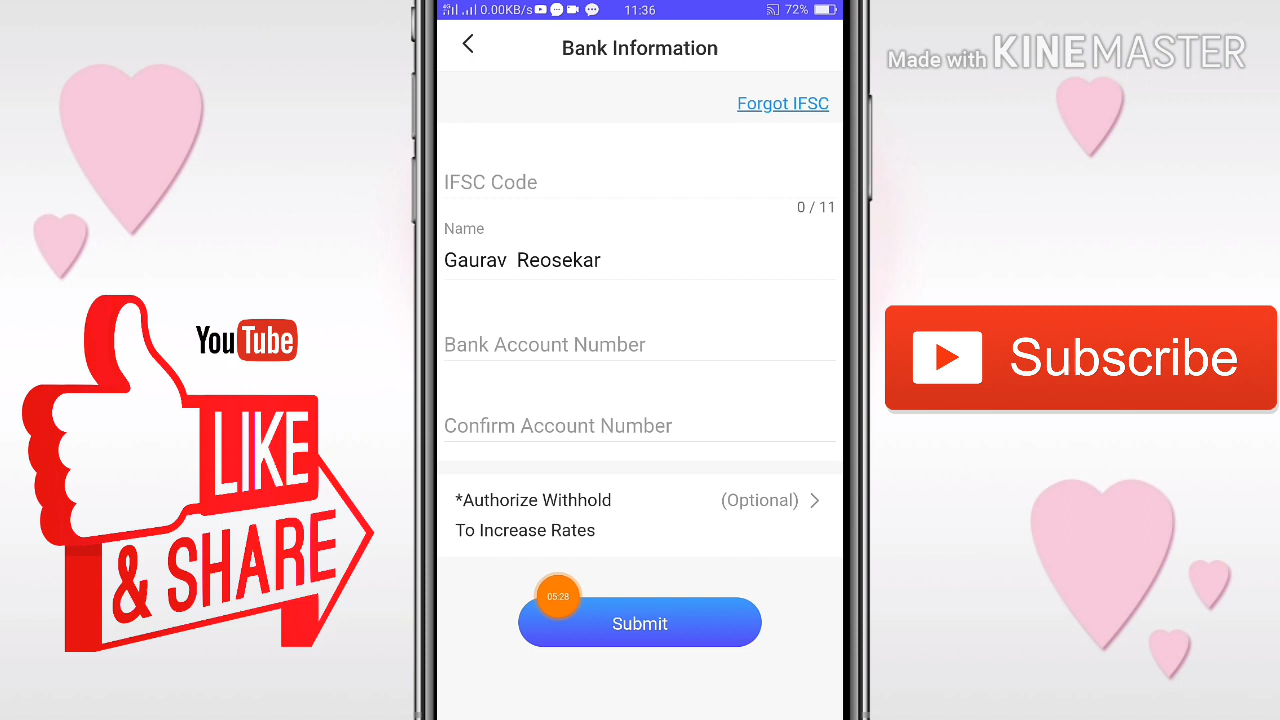 0.00KB/s 11:36 72%
Made with KINEMASTER
Bank Information
Forgot IFSC
IFSC Code
0 / 11
Name
Gaurav Reosekar
Bank Account Number
Confirm Account Number
*Authorize Withhold (Optional)
To Increase Rates
05:28
Submit
YouTube
LIKE
& SHARE
Subscribe